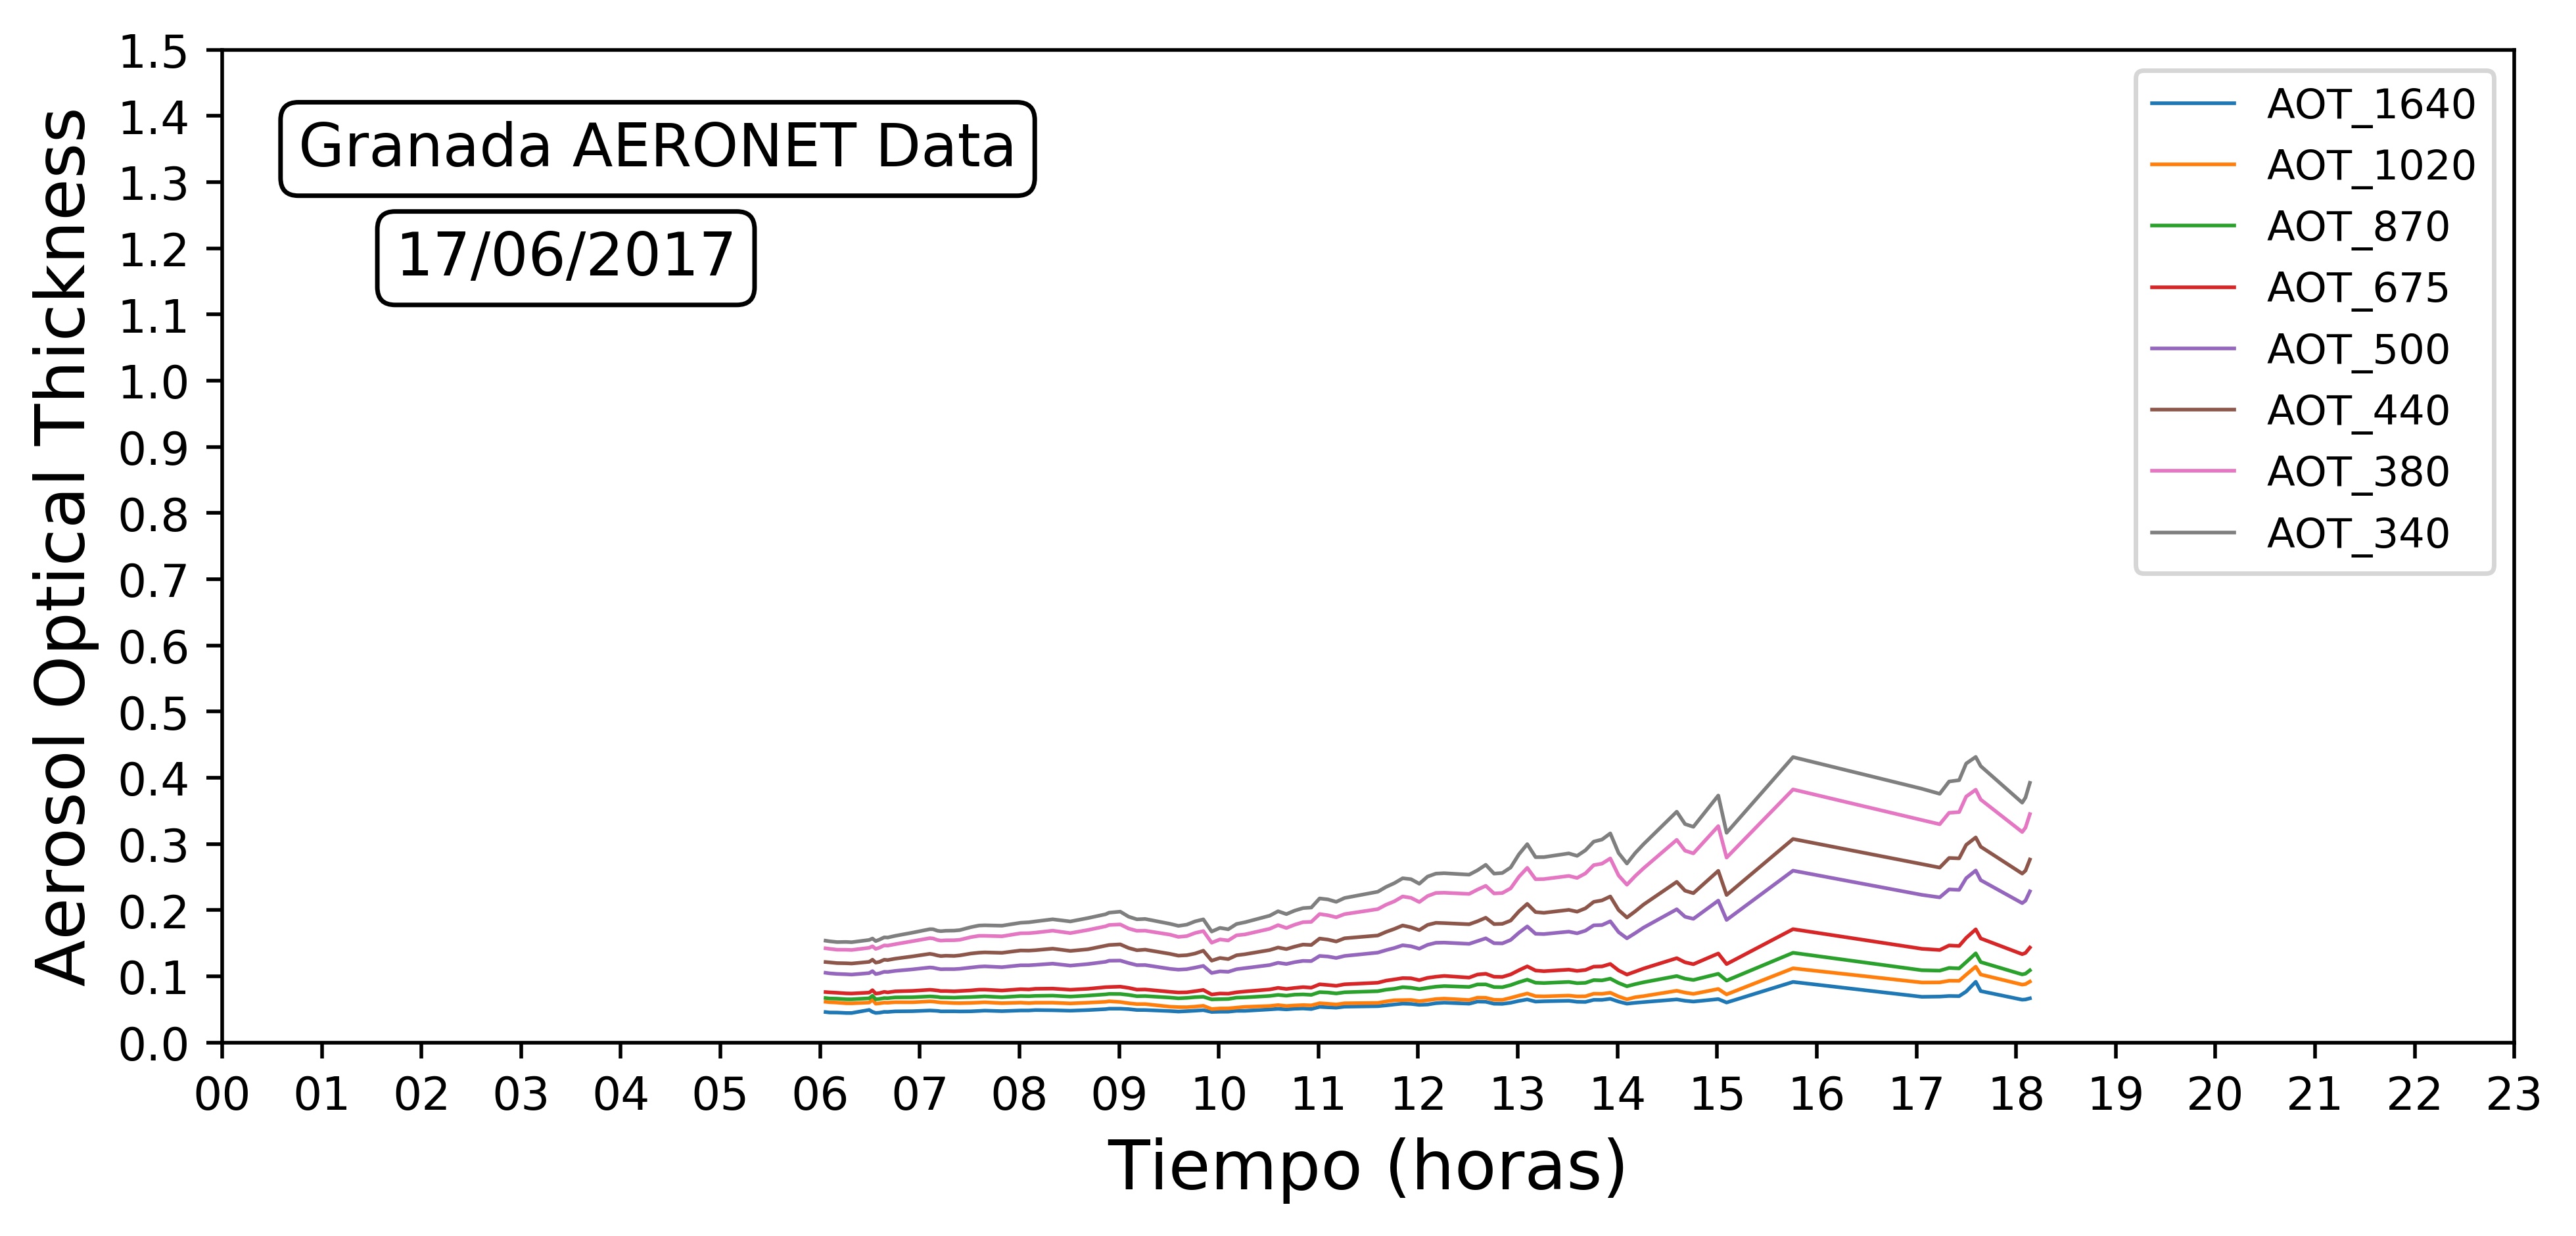 Granada AERONET Data
17/06/2017
Aerosol Optical Thickness
1.5
1.4
1.3
1.2
1.1
1.0
0.9
0.8
0.7
0.6
0.5
0.4
0.3
0.2
0.1
0.0
AOT_1640
AOT_1020
AOT_870
AOT_675
AOT_500
AOT_440
AOT_380
AOT_340
00 01 02 03 04 05 06 07 08 09 10 11 12 13 14 15 16 17 18 19 20 21 22 23
Tiempo (horas)